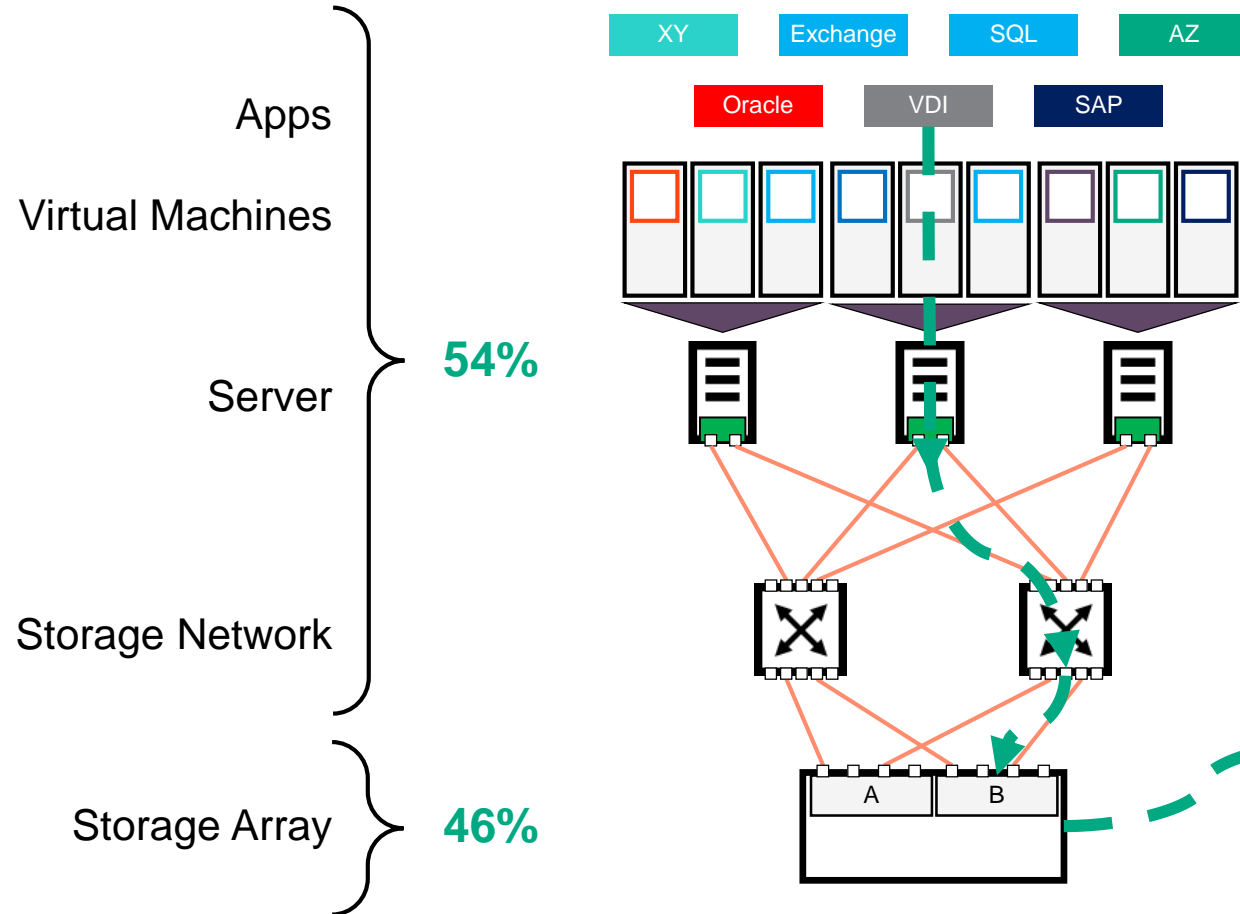 XY Exchange SQL AZ
Apps
Oracle VDI SAP
Virtual Machines
54%
Server
Storage Network
A B
Storage Array 46%